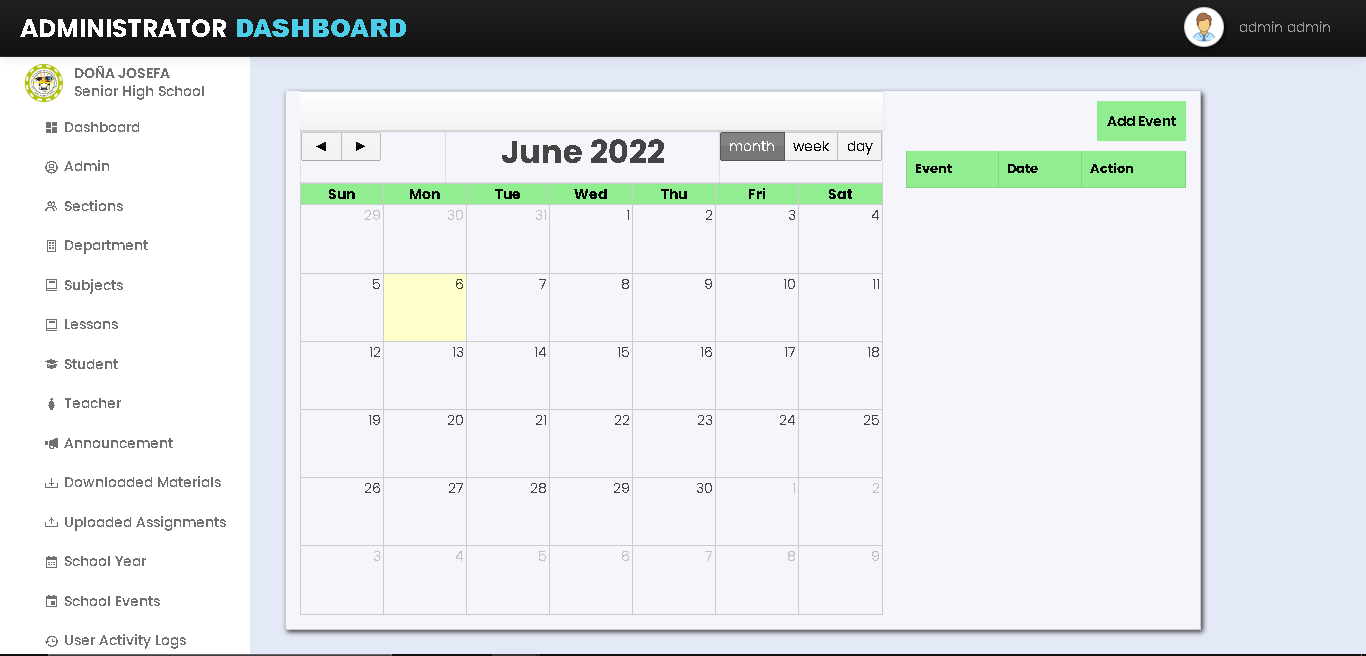 ADMINISTRATOR DASHBOARD
admin admin
DOÑA JOSEFA
Senior High School
Dashboard
Admin
Sections
Department
Subjects
Lessons
Student
Teacher
Announcement
Downloaded Materials
Uploaded Assignments
School Year
School Events
User Activity Logs
June 2022
month week day
Sun Mon Tue Wed Thu Fri Sat
29 30 31 1 2 3 4
5 6 7 8 9 10 11
12 13 14 15 16 17 18
19 20 21 22 23 24 25
26 27 28 29 30 1 2
3 4 5 6 7 8 9
Add Event
Event Date Action